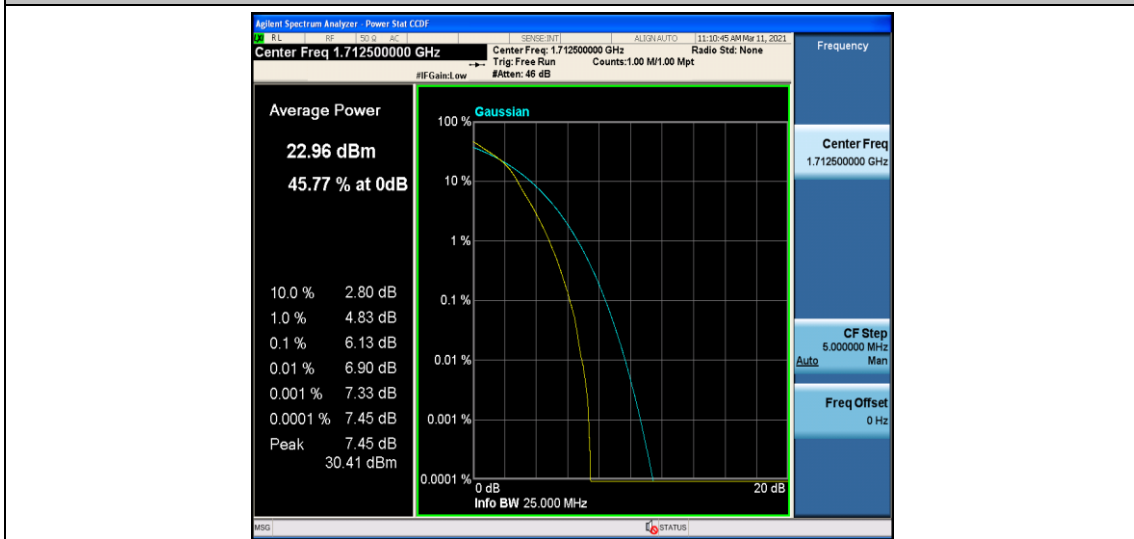 Agilent Spectrum Analyzer - Power Stat CCDF
RL RF 50 Ω AC SENSE:INT ALIGN AUTO 11:10:45 AM Mar 11, 2021
Center Freq 1.712500000 GHz
Center Freq: 1.712500000 GHz Radio Std: None
Trig: Free Run Counts:1.00 M/1.00 Mpt
#IFGain:Low #Atten: 46 dB
Frequency
Average Power
22.96 dBm
45.77 % at 0dB
10.0 % 2.80 dB
1.0 % 4.83 dB
0.1 % 6.13 dB
0.01 % 6.90 dB
0.001 % 7.33 dB
0.0001 % 7.45 dB
Peak 7.45 dB
30.41 dBm
Gaussian
100 %
10 %
1 %
0.1 %
0.01 %
0.001 %
0.0001 %
0 dB 20 dB
Info BW 25.000 MHz
Center Freq
1.712500000 GHz
CF Step
5.000000 MHz
Auto Man
Freq Offset
0 Hz
MSG STATUS